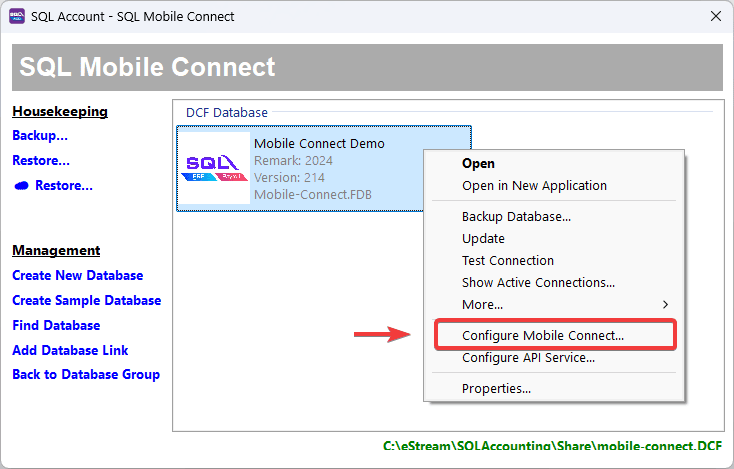 SQL Account - SQL Mobile Connect
SQL Mobile Connect
Housekeeping
Backup...
Restore...
Restore...
Management
Create New Database
Create Sample Database
Find Database
Add Database Link
Back to Database Group
DCF Database
SQL
ERP Payroll
Mobile Connect Demo
Remark: 2024
Version: 214
Mobile-Connect.FDB
Open
Open in New Application
Backup Database...
Update
Test Connection
Show Active Connections...
More...
Configure Mobile Connect...
Configure API Service...
Properties...
C:\eStream\SQLAccounting\Share\mobile-connect.DCF